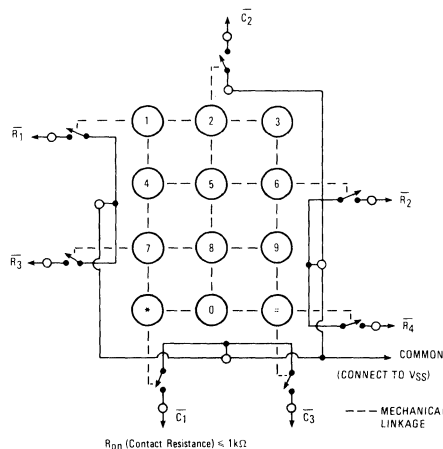 C̅2
1 2 3
R̅1
4 5 6
R̅2
7 8 9
R̅3
* 0 =
R̅4
COMMON
(CONNECT TO VSS)
C̅1 C̅3
--- MECHANICAL
LINKAGE
RON (Contact Resistance) ≤ 1kΩ